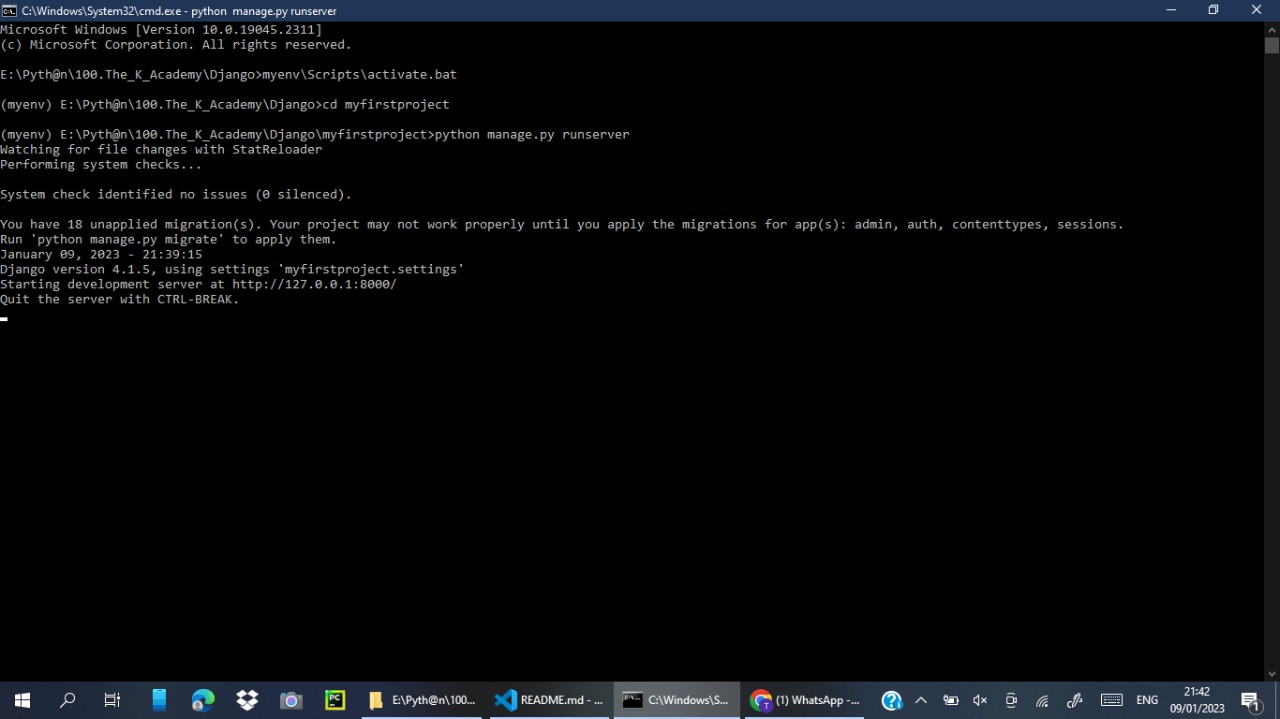 C:\Windows\System32\cmd.exe - python  manage.py runserver
Microsoft Windows [Version 10.0.19045.2311]
(c) Microsoft Corporation. All rights reserved.
E:\Pyth@n\100.The_K_Academy\Django>myenv\Scripts\activate.bat
(myenv) E:\Pyth@n\100.The_K_Academy\Django>cd myfirstproject
(myenv) E:\Pyth@n\100.The_K_Academy\Django\myfirstproject>python manage.py runserver
Watching for file changes with StatReloader
Performing system checks...
System check identified no issues (0 silenced).
You have 18 unapplied migration(s). Your project may not work properly until you apply the migrations for app(s): admin, auth, contenttypes, sessions.
Run 'python manage.py migrate' to apply them.
January 09, 2023 - 21:39:15
Django version 4.1.5, using settings 'myfirstproject.settings'
Starting development server at http://127.0.0.1:8000/
Quit the server with CTRL-BREAK.
PC E:\Pyth@n\100... README.md - ... C:\Windows\S... T (1) WhatsApp -... ENG 21:42 1
09/01/2023